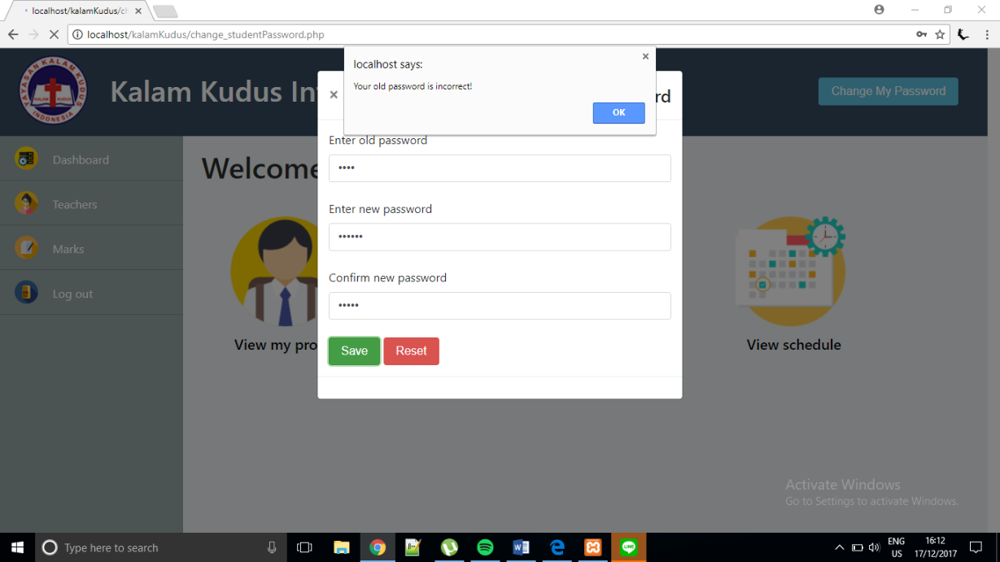 localhost/kalamKudus/ch
localhost/kalamKudus/change_studentPassword.php
YAYASAN KALAM KUDUS
KALAM KUDUS
INDONESIA
Kalam Kudus In
localhost says:
Your old password is incorrect!
OK
rd
Change My Password
Dashboard
Teachers
Marks
Log out
Welcome
Enter old password
Enter new password
Confirm new password
Save Reset
View my pro
View schedule
Activate Windows
Go to Settings to activate Windows.
Type here to search
ENG
US
16:12
17/12/2017